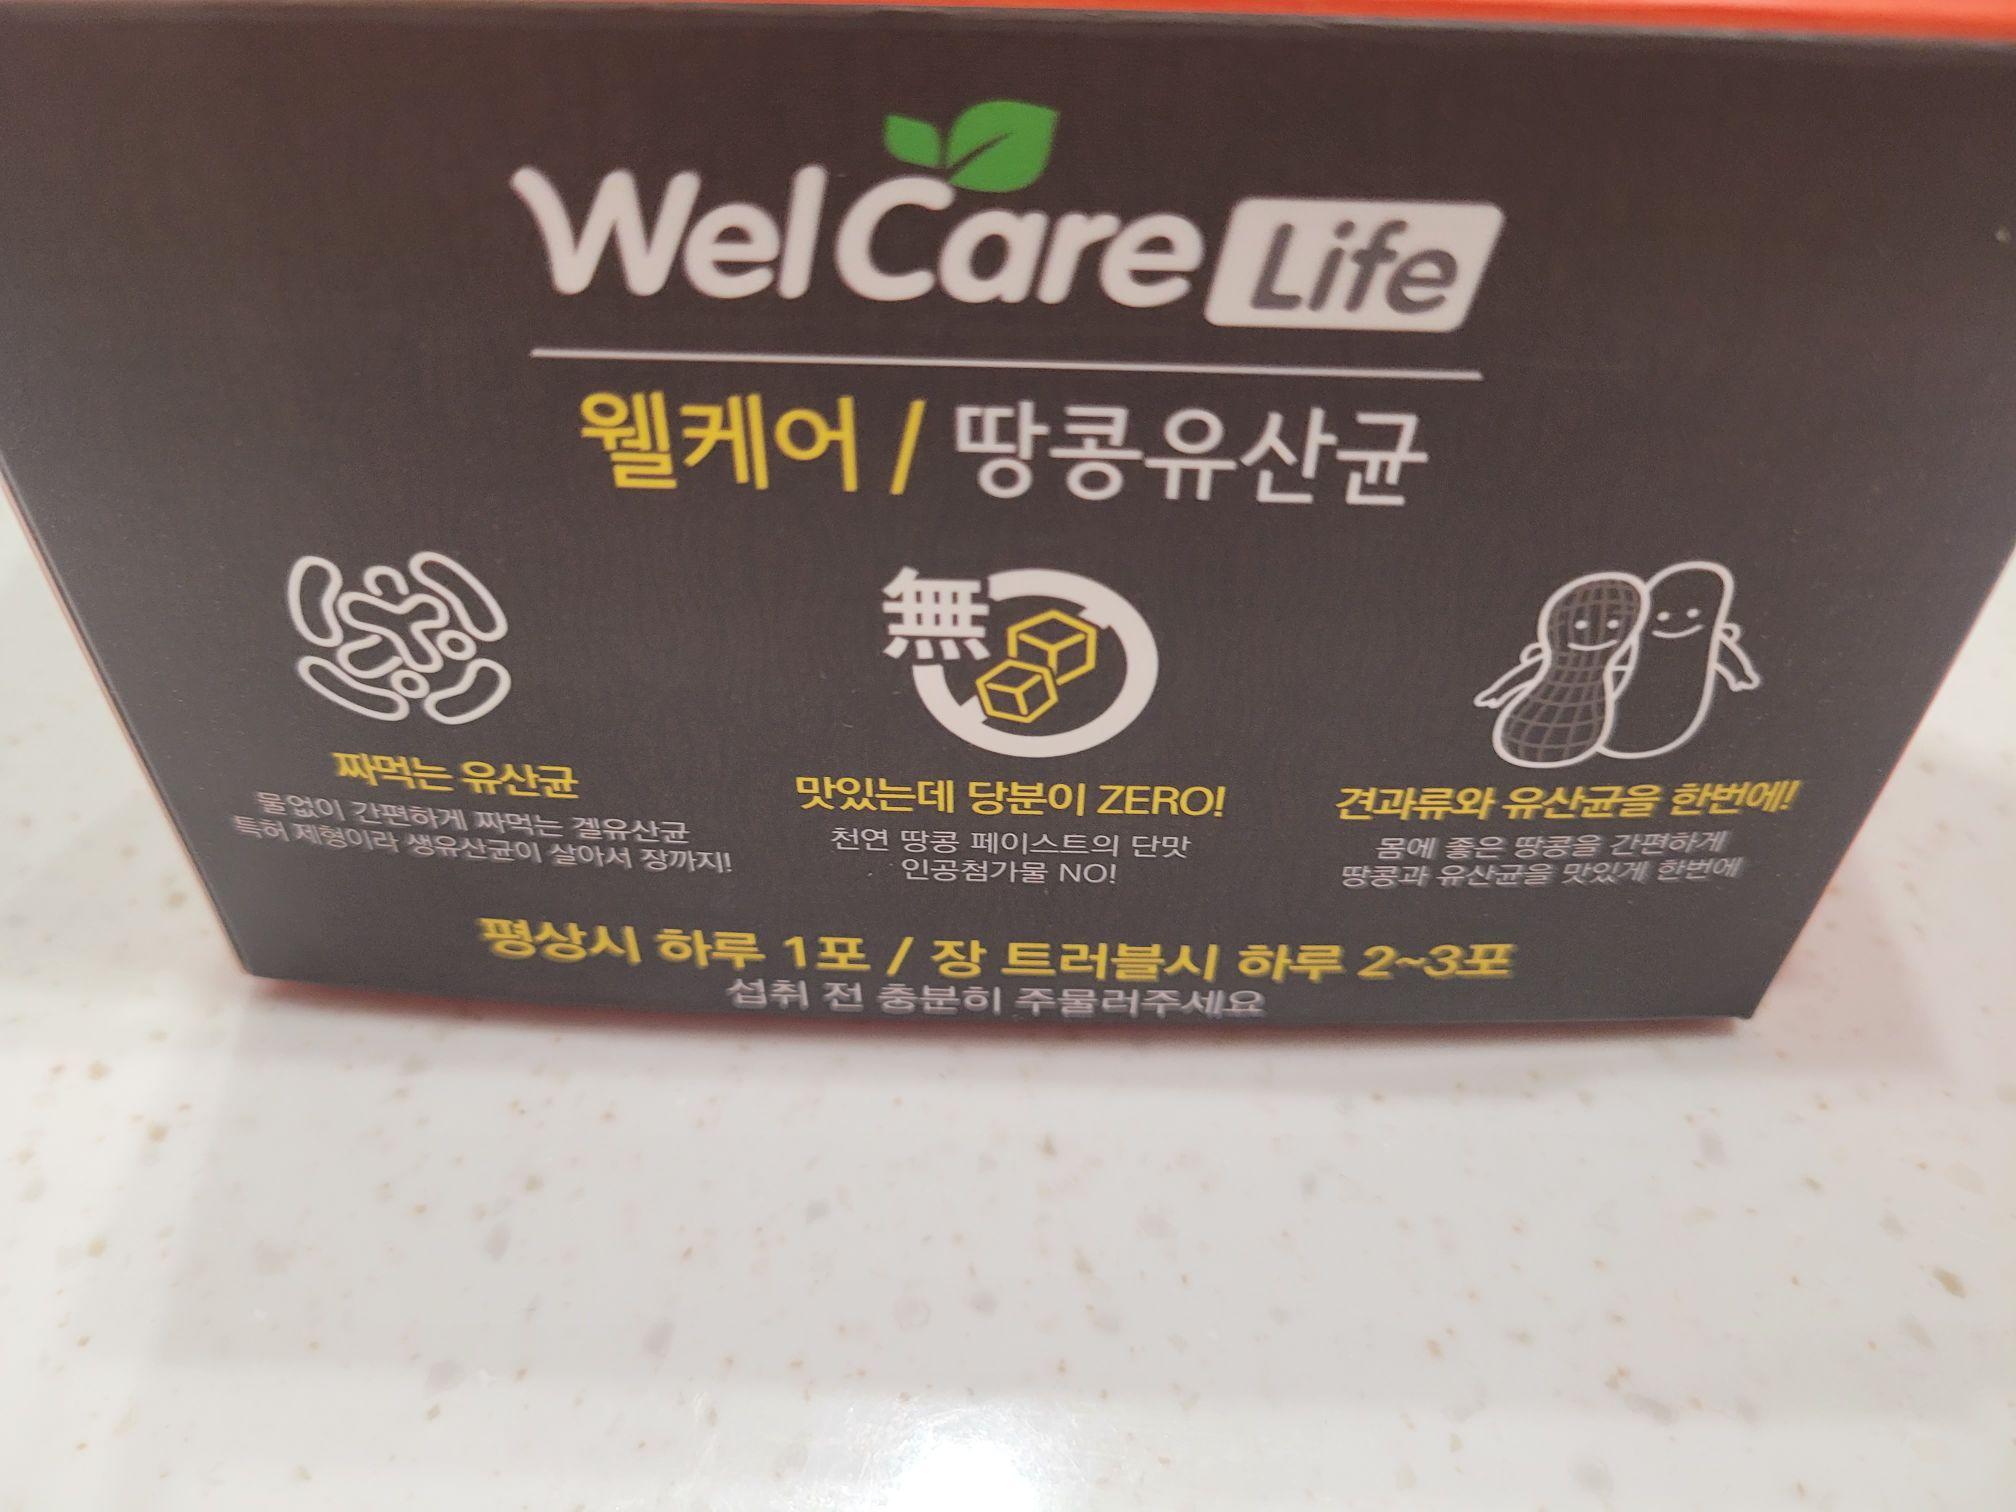 WelCare Life
웰케어 / 땅콩유산균
無
짜먹는 유산균
물없이 간편하게 짜먹는 겔유산균
특허 제형이라 생유산균이 살아서 장까지!
맛있는데 당분이 ZERO!
천연 땅콩 페이스트의 단맛
인공첨가물 NO!
견과류와 유산균을 한번에!
몸에 좋은 땅콩을 간편하게
땅콩과 유산균을 맛있게 한번에
평상시 하루 1포 / 장 트러블시 하루 2~3포
섭취 전 충분히 주물러주세요